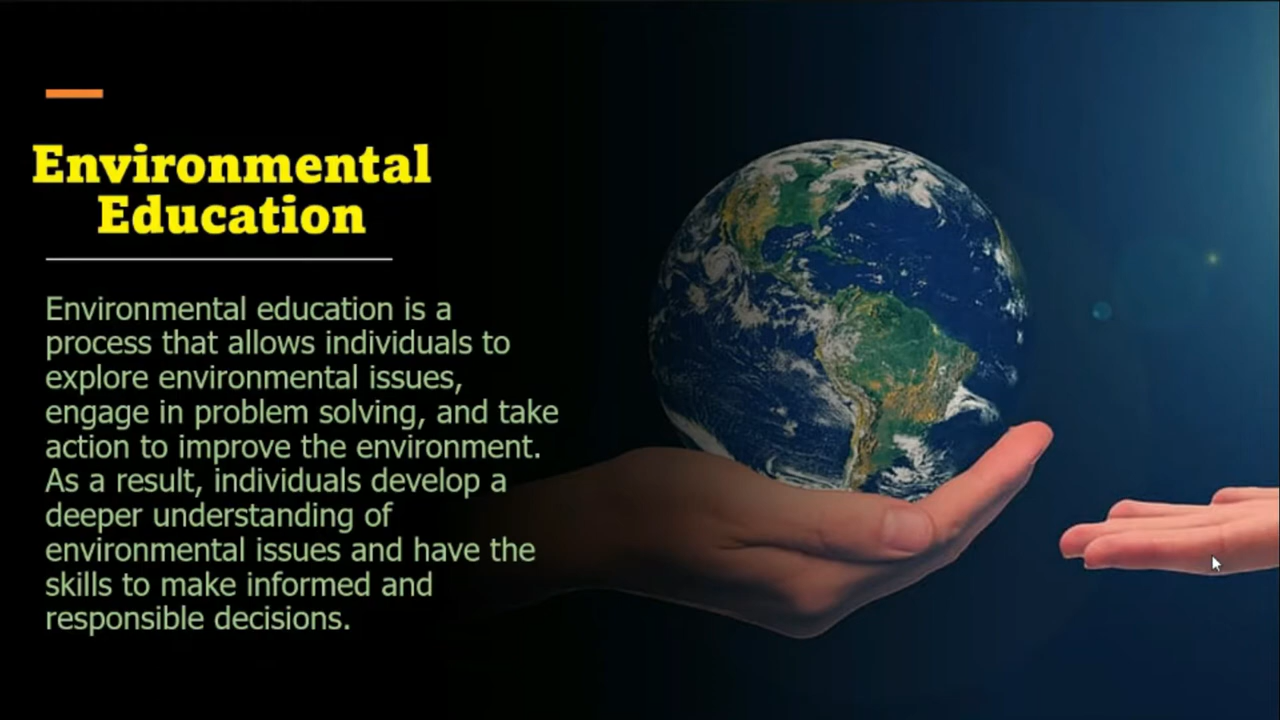 Environmental
Education
Environmental education is a
process that allows individuals to
explore environmental issues,
engage in problem solving, and take
action to improve the environment.
As a result, individuals develop a
deeper understanding of
environmental issues and have the
skills to make informed and
responsible decisions.